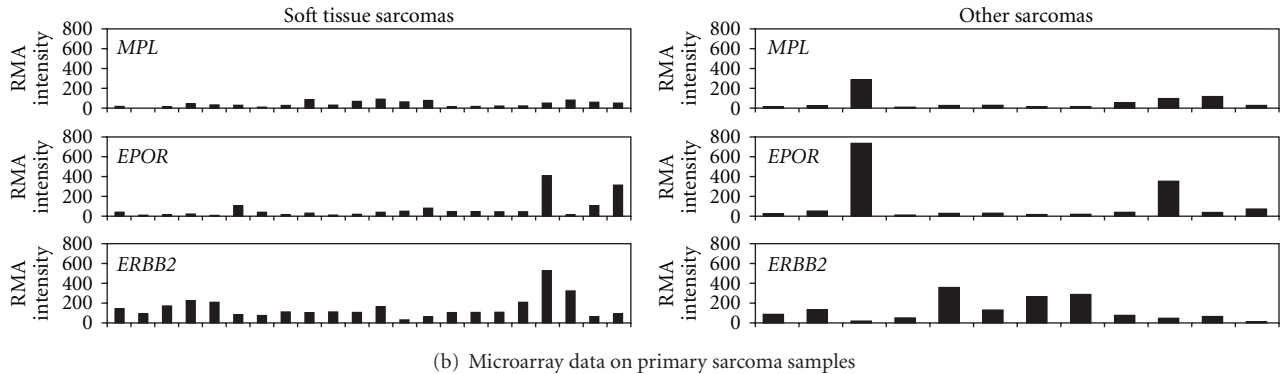 Soft tissue sarcomas
Other sarcomas
RMA
intensity
800
600
400
200
0
MPL
RMA
intensity
800
600
400
200
0
MPL
RMA
intensity
800
600
400
200
0
EPOR
RMA
intensity
800
600
400
200
0
EPOR
RMA
intensity
800
600
400
200
0
ERBB2
RMA
intensity
800
600
400
200
0
ERBB2
(b) Microarray data on primary sarcoma samples